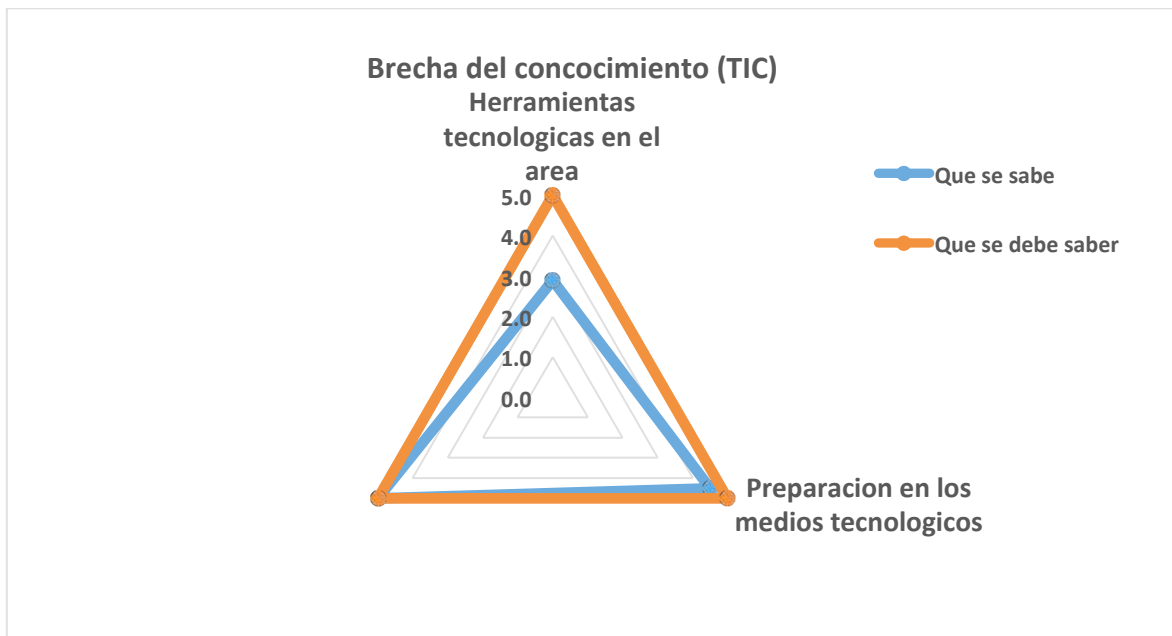 Brecha del concocimiento (TIC)
Herramientas
tecnologicas en el
area
Que se sabe
Que se debe saber
5.0
4.0
3.0
2.0
1.0
0.0
Preparacion en los
medios tecnologicos